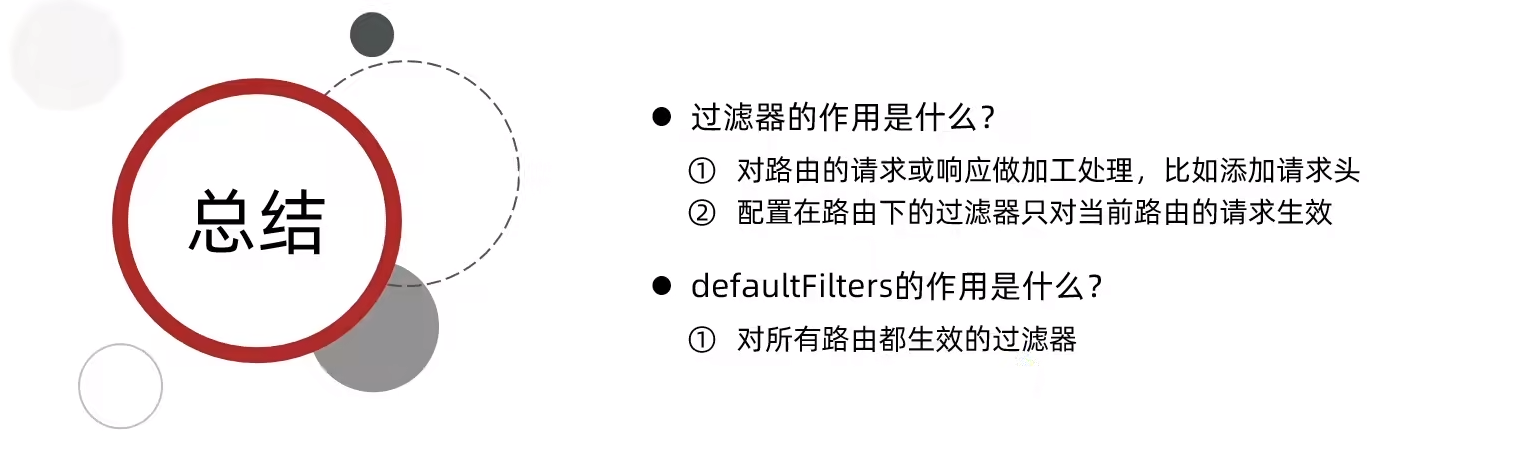 总结
● 过滤器的作用是什么？
① 对路由的请求或响应做加工处理，比如添加请求头
② 配置在路由下的过滤器只对当前路由的请求生效
● defaultFilters的作用是什么？
① 对所有路由都生效的过滤器